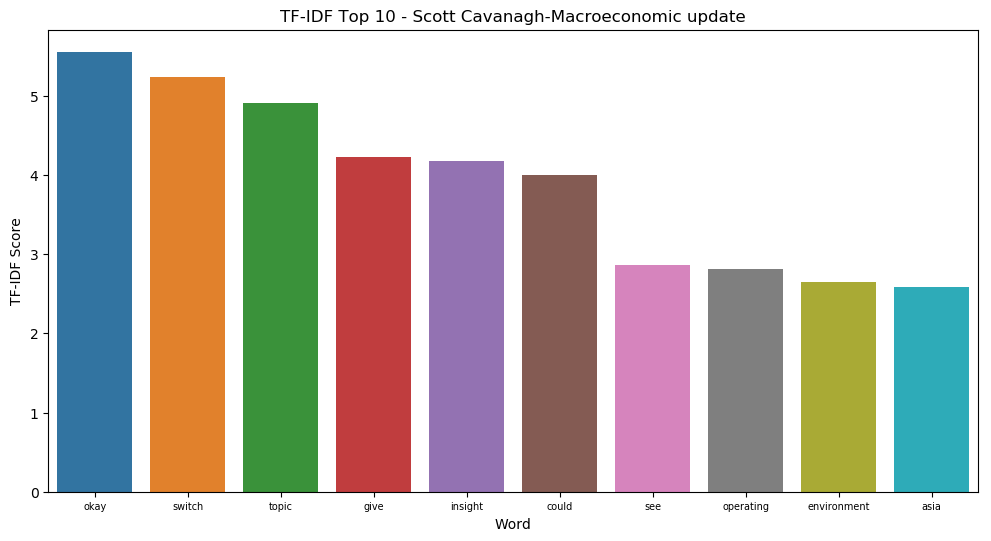 TF-IDF Top 10 - Scott Cavanagh-Macroeconomic update
TF-IDF Score
5
4
3
2
1
0
okay switch topic give insight could see operating environment asia
Word